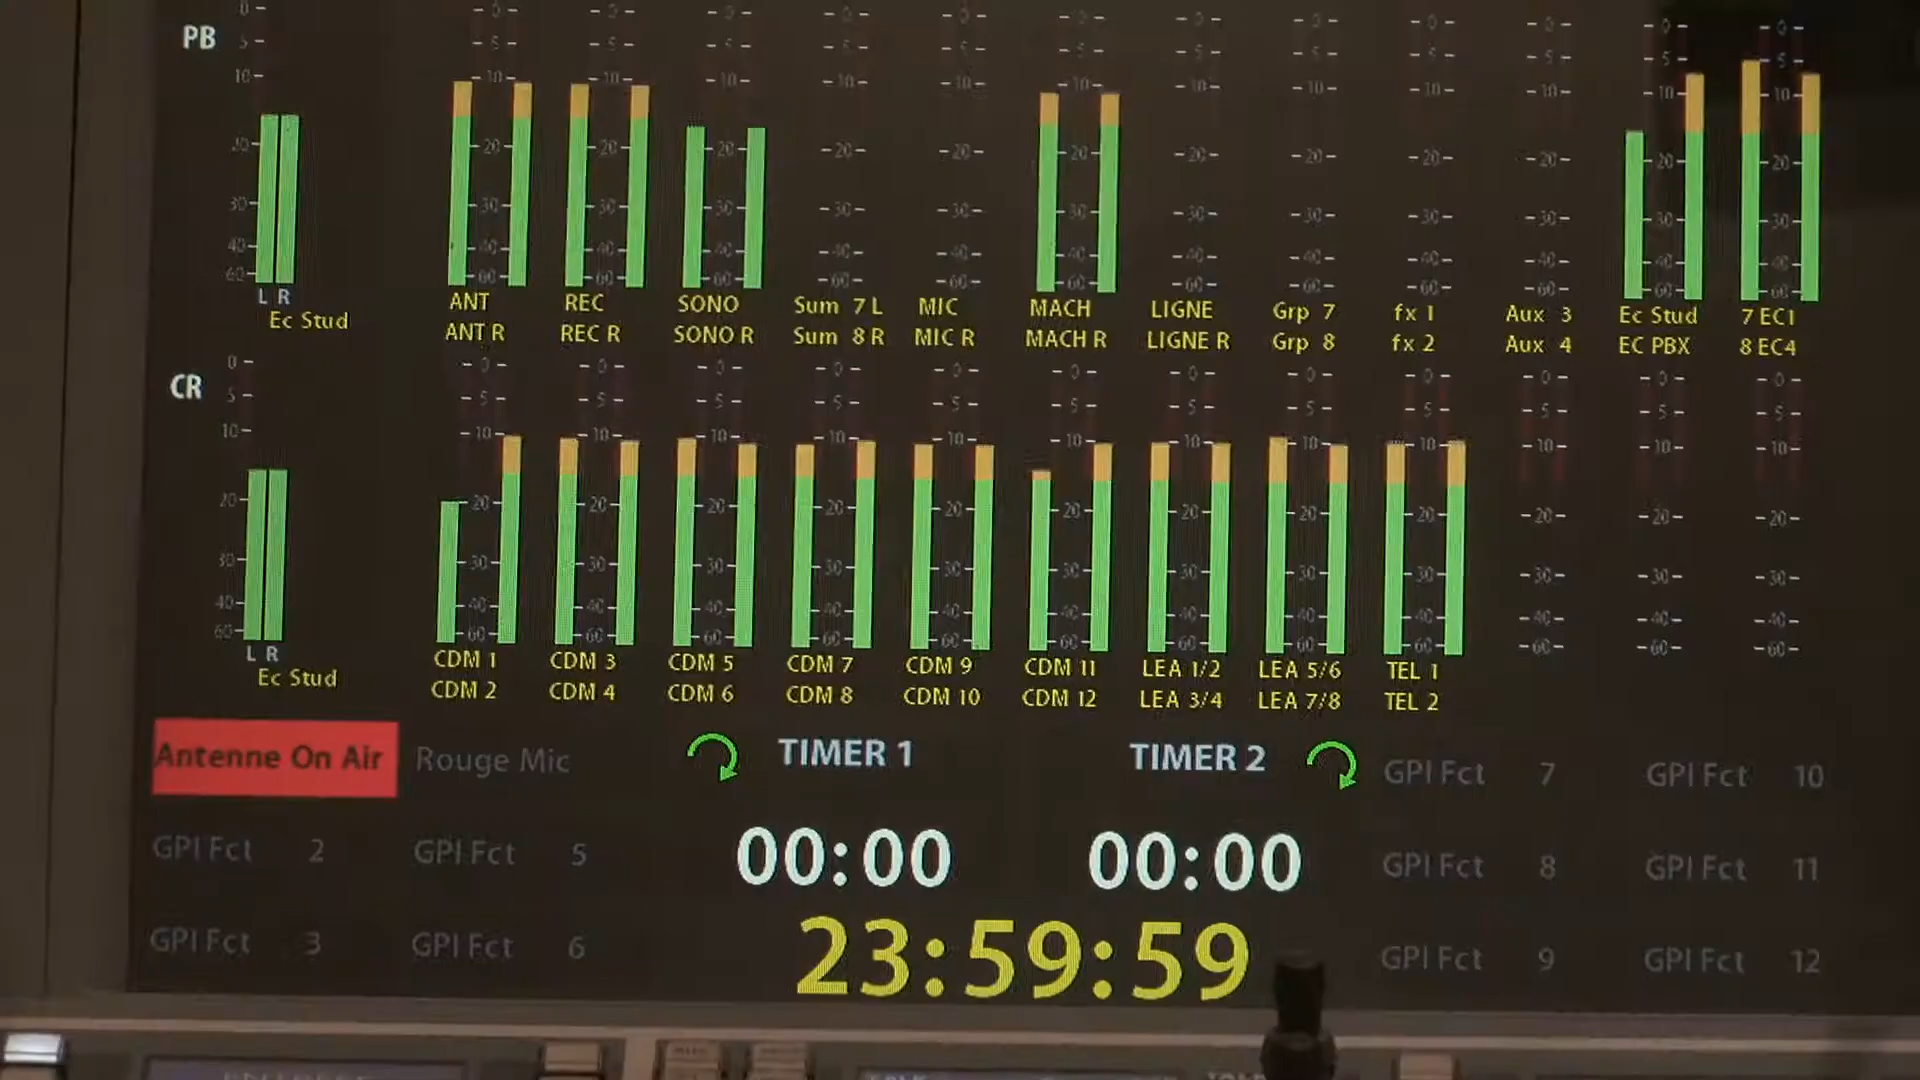 PB
L R
Ec Stud
ANT REC SONO Sum 7 L MIC MACH LIGNE Grp 7 fx 1 Aux 3 Ec Stud 7 EC1
ANT R REC R SONO R Sum 8 R MIC R MACH R LIGNE R Grp 8 fx 2 Aux 4 EC PBX 8 EC4
CR
L R
Ec Stud
CDM 1 CDM 3 CDM 5 CDM 7 CDM 9 CDM 11 LEA 1/2 LEA 5/6 TEL 1
CDM 2 CDM 4 CDM 6 CDM 8 CDM 10 CDM 12 LEA 3/4 LEA 7/8 TEL 2
Antenne On Air Rouge Mic TIMER 1 TIMER 2 GPI Fct 7 GPI Fct 10
GPI Fct 2 GPI Fct 5 00:00 00:00 GPI Fct 8 GPI Fct 11
GPI Fct 3 GPI Fct 6 23:59:59 GPI Fct 9 GPI Fct 12